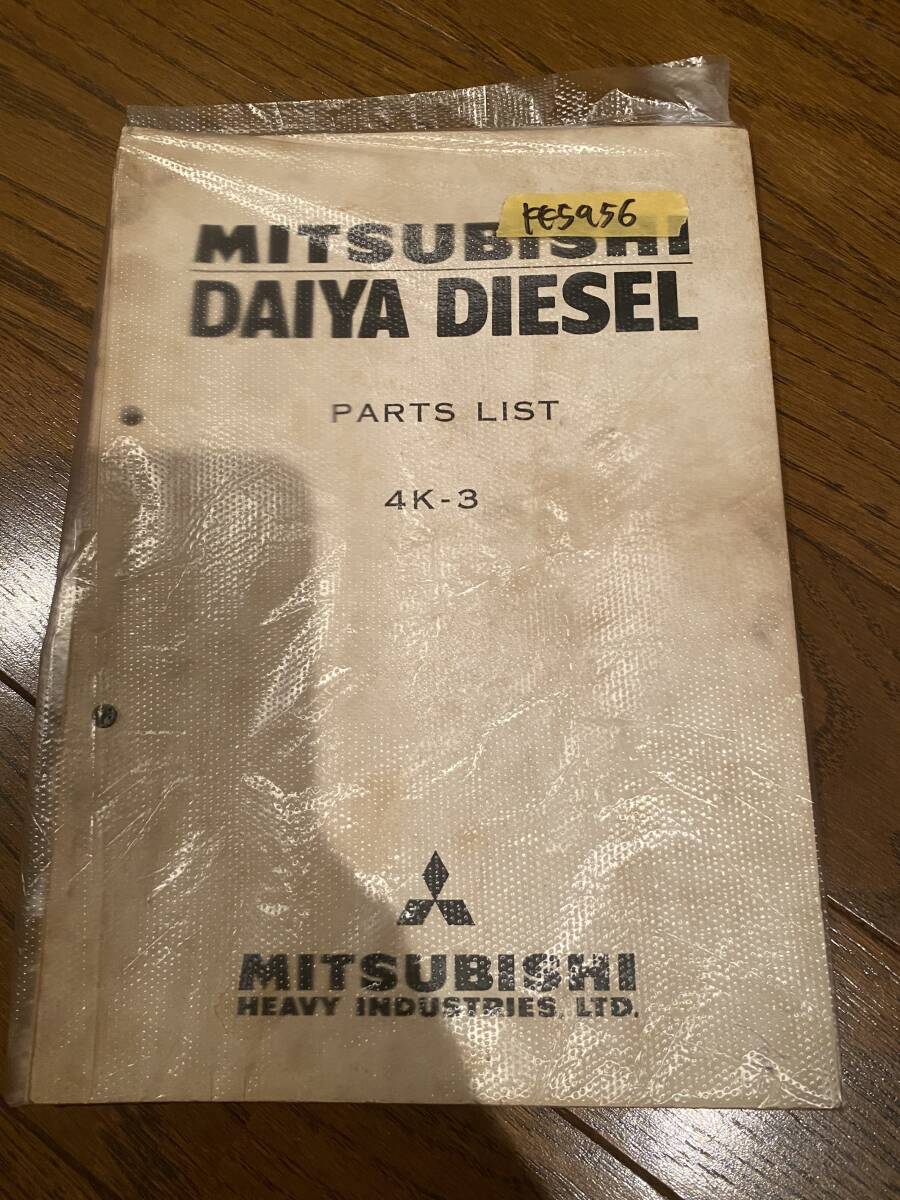 FE5956
MITSUBISHI
DAIYA DIESEL
PARTS LIST
4K-3
MITSUBISHI
HEAVY INDUSTRIES, LTD.